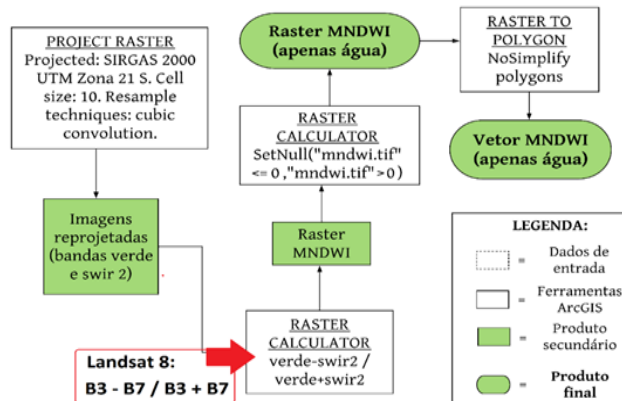 PROJECT RASTER
Projected: SIRGAS 2000
UTM Zona 21 S. Cell
size: 10. Resample
techniques: cubic
convolution.
Imagens
reprojetadas
(bandas verde
e swir 2)
Landsat 8:
B3 - B7 / B3 + B7
RASTER
CALCULATOR
verde-swir2 /
verde+swir2
Raster
MNDWI
RASTER
CALCULATOR
SetNull("mndwi.tif"
<= 0 ,"mndwi.tif" >0 )
Raster MNDWI
(apenas água)
RASTER TO
POLYGON
NoSimplify
polygons
Vetor MNDWI
(apenas água)
LEGENDA:
= Dados de
entrada
= Ferramentas
ArcGIS
= Produto
secundário
= Produto
final